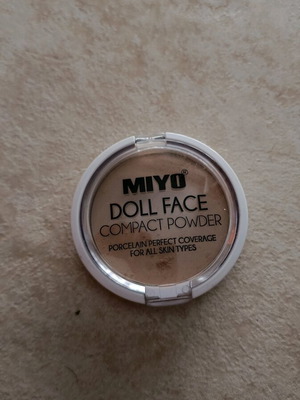 MIYO®
DOLL FACE
COMPACT POWDER
PORCELAIN PERFECT COVERAGE
FOR ALL SKIN TYPES